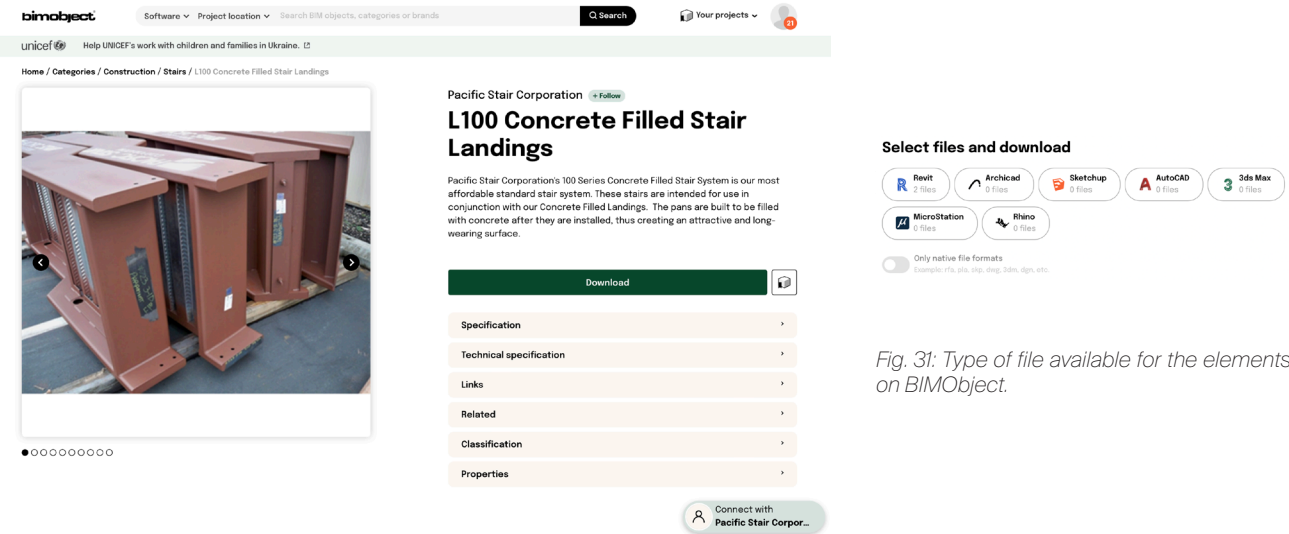 bimobject
Software Project location Search BIM objects, categories or brands Search Your projects 21
unicef Help UNICEF's work with children and families in Ukraine.
Home / Categories / Construction / Stairs / L100 Concrete Filled Stair Landings
Pacific Stair Corporation + Follow
L100 Concrete Filled Stair
Landings
Pacific Stair Corporation's 100 Series Concrete Filled Stair System is our most
affordable standard stair system. These stairs are intended for use in
conjunction with our Concrete Filled Landings. The pans are built to be filled
with concrete after they are installed, thus creating an attractive and long-
wearing surface.
Download
Specification
Technical specification
Links
Related
Classification
Properties
Connect with
Pacific Stair Corpor...
Select files and download
Revit
2 files
Archicad
0 files
Sketchup
0 files
AutoCAD
0 files
3ds Max
0 files
MicroStation
0 files
Rhino
0 files
Only native file formats
Example: rfa, pla, skp, dwg, 3dm, dgn, etc.
Fig. 31: Type of file available for the elements
on BIMObject.